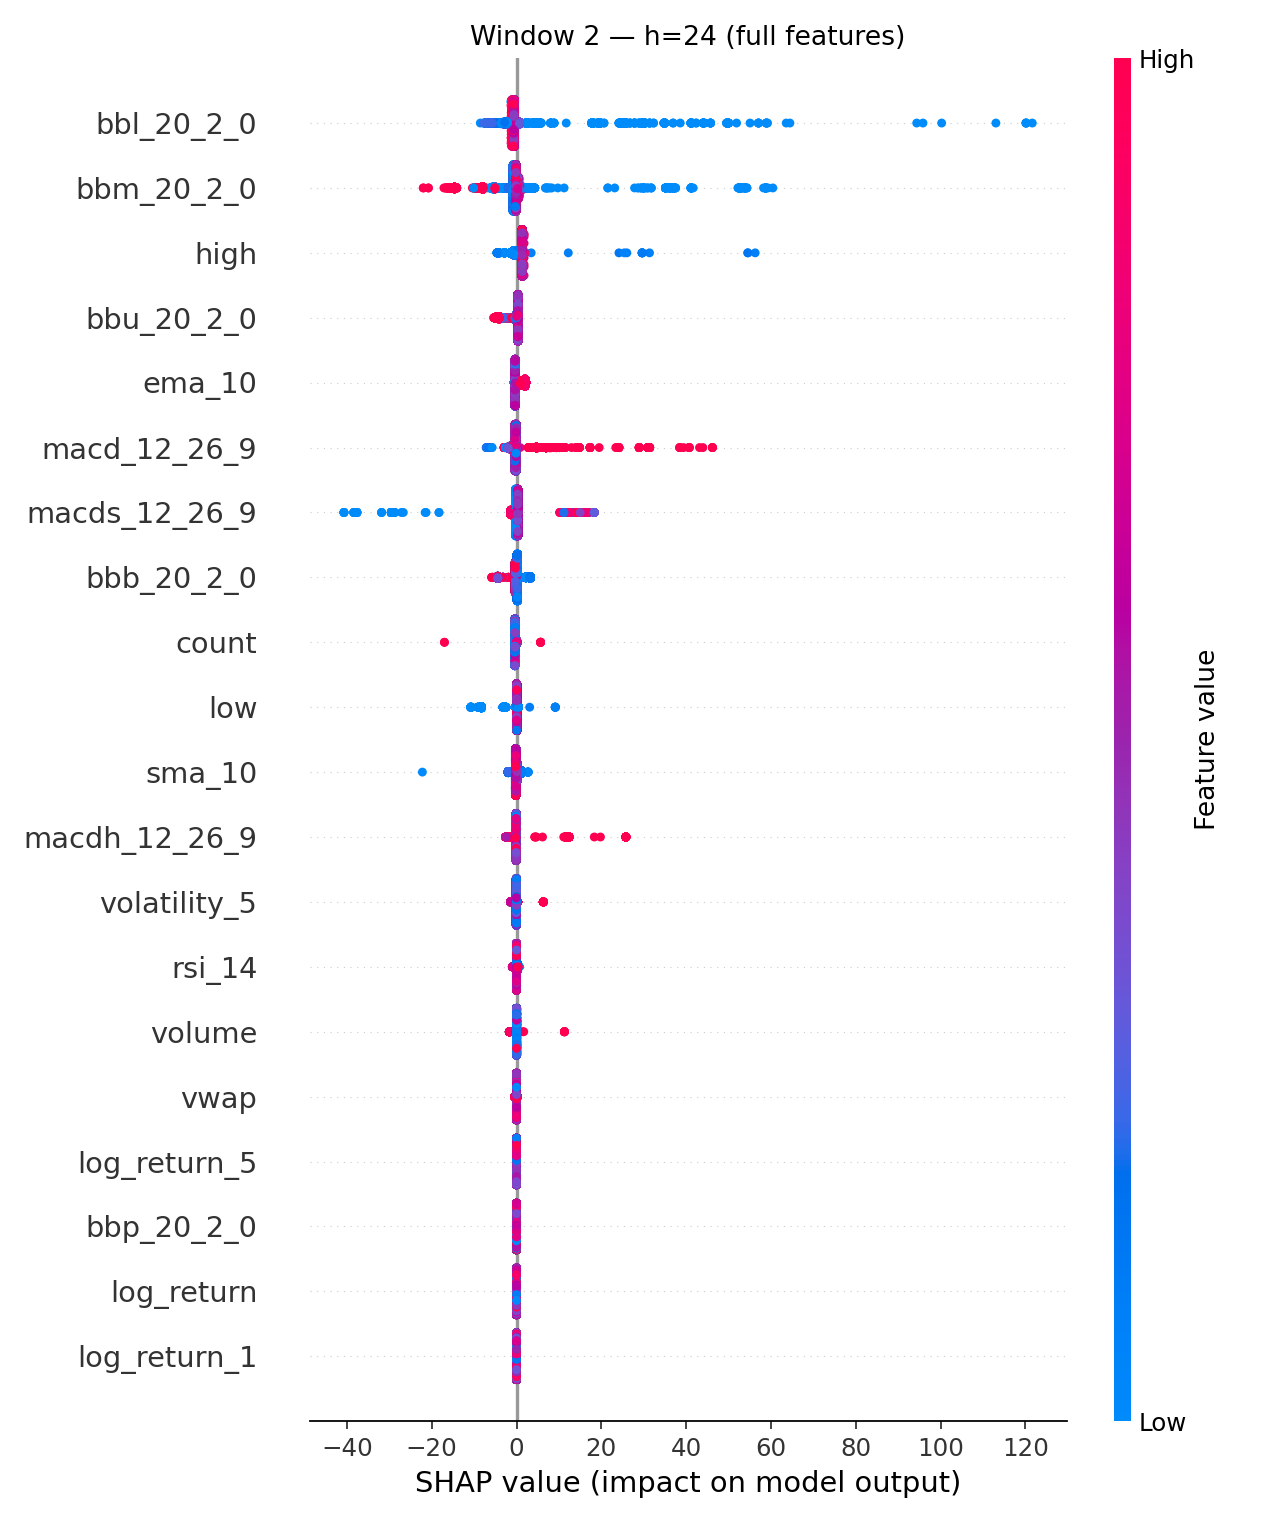 Window 2 — h=24 (full features)
High
bbl_20_2_0
bbm_20_2_0
high
bbu_20_2_0
ema_10
macd_12_26_9
macds_12_26_9
bbb_20_2_0
count
low
sma_10
macdh_12_26_9
volatility_5
rsi_14
volume
vwap
log_return_5
bbp_20_2_0
log_return
log_return_1
Feature value
Low
−40 −20 0 20 40 60 80 100 120
SHAP value (impact on model output)